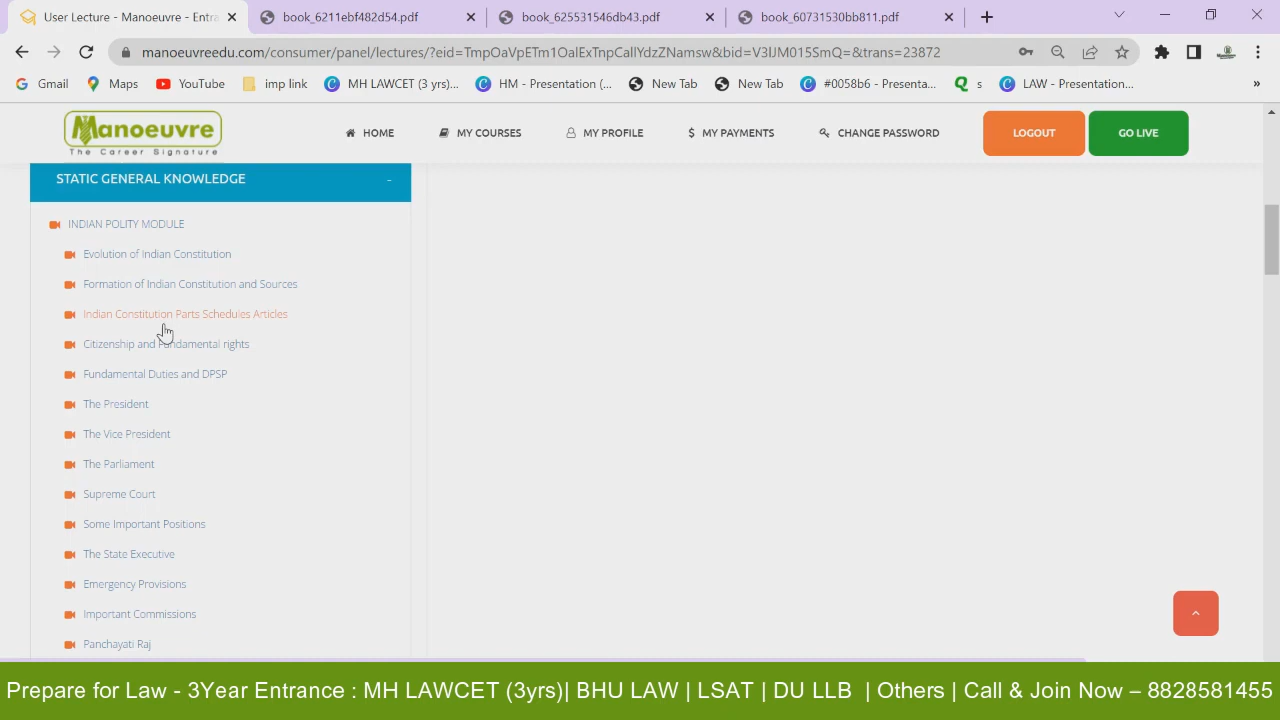 User Lecture - Manoeuvre - Entra
book_6211ebf482d54.pdf
book_625531546db43.pdf
book_60731530bb811.pdf
manoeuvreedu.com/consumer/panel/lectures/?eid=TmpOaVpETm1OalExTnpCallYdzZNamsw&bid=V3lJM015SmQ=&trans=23872
Gmail
Maps
YouTube
imp link
MH LAWCET (3 yrs)...
HM - Presentation (...
New Tab
New Tab
#0058b6 - Presenta...
s
LAW - Presentation...
»
Manoeuvre
The Career Signature
HOME
MY COURSES
MY PROFILE
$ MY PAYMENTS
CHANGE PASSWORD
LOGOUT
GO LIVE
STATIC GENERAL KNOWLEDGE -
INDIAN POLITY MODULE
Evolution of Indian Constitution
Formation of Indian Constitution and Sources
Indian Constitution Parts Schedules Articles
Citizenship and Fundamental rights
Fundamental Duties and DPSP
The President
The Vice President
The Parliament
Supreme Court
Some Important Positions
The State Executive
Emergency Provisions
Important Commissions
Panchayati Raj
Prepare for Law - 3Year Entrance : MH LAWCET (3yrs)| BHU LAW | LSAT | DU LLB | Others | Call & Join Now – 8828581455